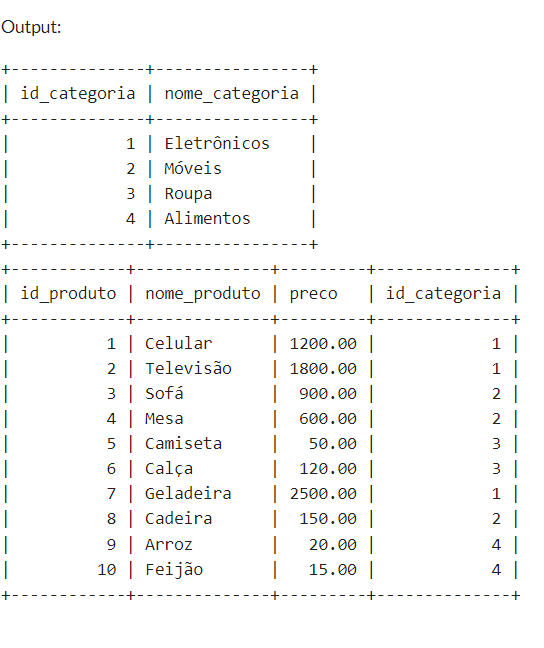 Output:
+--------------+----------------+
| id_categoria | nome_categoria |
+--------------+----------------+
|            1 | Eletrônicos    |
|            2 | Móveis         |
|            3 | Roupa          |
|            4 | Alimentos      |
+--------------+----------------+
+------------+--------------+---------+--------------+
| id_produto | nome_produto | preco   | id_categoria |
+------------+--------------+---------+--------------+
|          1 | Celular      | 1200.00 |            1 |
|          2 | Televisão    | 1800.00 |            1 |
|          3 | Sofá         |  900.00 |            2 |
|          4 | Mesa         |  600.00 |            2 |
|          5 | Camiseta     |   50.00 |            3 |
|          6 | Calça        |  120.00 |            3 |
|          7 | Geladeira    | 2500.00 |            1 |
|          8 | Cadeira      |  150.00 |            2 |
|          9 | Arroz        |   20.00 |            4 |
|         10 | Feijão       |   15.00 |            4 |
+------------+--------------+---------+--------------+